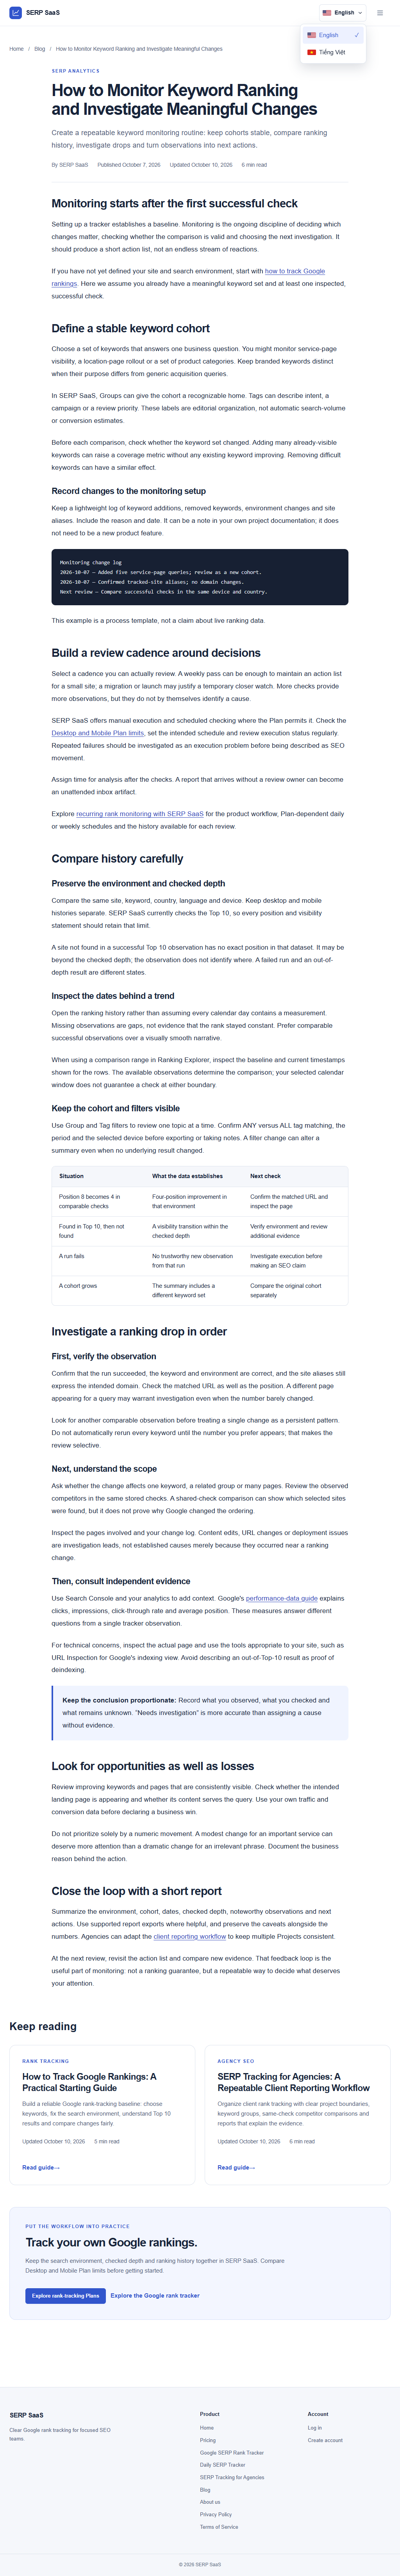 SERP SaaS
English
English
Tiếng Việt
Home / Blog / How to Monitor Keyword Ranking and Investigate Meaningful Changes
SERP ANALYTICS
How to Monitor Keyword Ranking
and Investigate Meaningful Changes
Create a repeatable keyword monitoring routine: keep cohorts stable, compare ranking
history, investigate drops and turn observations into next actions.
By SERP SaaS Published October 7, 2026 Updated October 10, 2026 6 min read
Monitoring starts after the first successful check
Setting up a tracker establishes a baseline. Monitoring is the ongoing discipline of deciding which
changes matter, checking whether the comparison is valid and choosing the next investigation. It
should produce a short action list, not an endless stream of reactions.
If you have not yet defined your site and search environment, start with how to track Google
rankings. Here we assume you already have a meaningful keyword set and at least one inspected,
successful check.
Define a stable keyword cohort
Choose a set of keywords that answers one business question. You might monitor service-page
visibility, a location-page rollout or a set of product categories. Keep branded keywords distinct
when their purpose differs from generic acquisition queries.
In SERP SaaS, Groups can give the cohort a recognizable home. Tags can describe intent, a
campaign or a review priority. These labels are editorial organization, not automatic search-volume
or conversion estimates.
Before each comparison, check whether the keyword set changed. Adding many already-visible
keywords can raise a coverage metric without any existing keyword improving. Removing difficult
keywords can have a similar effect.
Record changes to the monitoring setup
Keep a lightweight log of keyword additions, removed keywords, environment changes and site
aliases. Include the reason and date. It can be a note in your own project documentation; it does
not need to be a new product feature.
Monitoring change log
2026-10-07 — Added five service-page queries; review as a new cohort.
2026-10-07 — Confirmed tracked-site aliases; no domain changes.
Next review — Compare successful checks in the same device and country.
This example is a process template, not a claim about live ranking data.
Build a review cadence around decisions
Select a cadence you can actually review. A weekly pass can be enough to maintain an action list
for a small site; a migration or launch may justify a temporary closer watch. More checks provide
more observations, but they do not by themselves identify a cause.
SERP SaaS offers manual execution and scheduled checking where the Plan permits it. Check the
Desktop and Mobile Plan limits, set the intended schedule and review execution status regularly.
Repeated failures should be investigated as an execution problem before being described as SEO
movement.
Assign time for analysis after the checks. A report that arrives without a review owner can become
an unattended inbox artifact.
Explore recurring rank monitoring with SERP SaaS for the product workflow, Plan-dependent daily
or weekly schedules and the history available for each review.
Compare history carefully
Preserve the environment and checked depth
Compare the same site, keyword, country, language and device. Keep desktop and mobile
histories separate. SERP SaaS currently checks the Top 10, so every position and visibility
statement should retain that limit.
A site not found in a successful Top 10 observation has no exact position in that dataset. It may be
beyond the checked depth; the observation does not identify where. A failed run and an out-of-
depth result are different states.
Inspect the dates behind a trend
Open the ranking history rather than assuming every calendar day contains a measurement.
Missing observations are gaps, not evidence that the rank stayed constant. Prefer comparable
successful observations over a visually smooth narrative.
When using a comparison range in Ranking Explorer, inspect the baseline and current timestamps
shown for the rows. The available observations determine the comparison; your selected calendar
window does not guarantee a check at either boundary.
Keep the cohort and filters visible
Use Group and Tag filters to review one topic at a time. Confirm ANY versus ALL tag matching, the
period and the selected device before exporting or taking notes. A filter change can alter a
summary even when no underlying result changed.
Situation What the data establishes Next check
Position 8 becomes 4 in comparable checks Four-position improvement in that environment Confirm the matched URL and inspect the page
Found in Top 10, then not found A visibility transition within the checked depth Verify environment and review additional evidence
A run fails No trustworthy new observation from that run Investigate execution before making an SEO claim
A cohort grows The summary includes a different keyword set Compare the original cohort separately
Investigate a ranking drop in order
First, verify the observation
Confirm that the run succeeded, the keyword and environment are correct, and the site aliases still
express the intended domain. Check the matched URL as well as the position. A different page
appearing for a query may warrant investigation even when the number barely changed.
Look for another comparable observation before treating a single change as a persistent pattern.
Do not automatically rerun every keyword until the number you prefer appears; that makes the
review selective.
Next, understand the scope
Ask whether the change affects one keyword, a related group or many pages. Review the observed
competitors in the same stored checks. A shared-check comparison can show which selected sites
were found, but it does not prove why Google changed the ordering.
Inspect the pages involved and your change log. Content edits, URL changes or deployment issues
are investigation leads, not established causes merely because they occurred near a ranking
change.
Then, consult independent evidence
Use Search Console and your analytics to add context. Google's performance-data guide explains
clicks, impressions, click-through rate and average position. These measures answer different
questions from a single tracker observation.
For technical concerns, inspect the actual page and use the tools appropriate to your site, such as
URL Inspection for Google's indexing view. Avoid describing an out-of-Top-10 result as proof of
deindexing.
Keep the conclusion proportionate: Record what you observed, what you checked and
what remains unknown. "Needs investigation" is more accurate than assigning a cause
without evidence.
Look for opportunities as well as losses
Review improving keywords and pages that are consistently visible. Check whether the intended
landing page is appearing and whether its content serves the query. Use your own traffic and
conversion data before declaring a business win.
Do not prioritize solely by a numeric movement. A modest change for an important service can
deserve more attention than a dramatic change for an irrelevant phrase. Document the business
reason behind the action.
Close the loop with a short report
Summarize the environment, cohort, dates, checked depth, noteworthy observations and next
actions. Use supported report exports where helpful, and preserve the caveats alongside the
numbers. Agencies can adapt the client reporting workflow to keep multiple Projects consistent.
At the next review, revisit the action list and compare new evidence. That feedback loop is the
useful part of monitoring: not a ranking guarantee, but a repeatable way to decide what deserves
your attention.
Keep reading
RANK TRACKING
How to Track Google Rankings: A
Practical Starting Guide
Build a reliable Google rank-tracking baseline: choose
keywords, fix the search environment, understand Top 10
results and compare changes fairly.
Updated October 10, 2026 5 min read
Read guide→
AGENCY SEO
SERP Tracking for Agencies: A
Repeatable Client Reporting Workflow
Organize client rank tracking with clear project boundaries,
keyword groups, same-check competitor comparisons and
reports that explain the evidence.
Updated October 10, 2026 6 min read
Read guide→
PUT THE WORKFLOW INTO PRACTICE
Track your own Google rankings.
Keep the search environment, checked depth and ranking history together in SERP SaaS. Compare
Desktop and Mobile Plan limits before getting started.
Explore rank-tracking Plans Explore the Google rank tracker
SERP SaaS
Clear Google rank tracking for focused SEO
teams.
Product
Home
Pricing
Google SERP Rank Tracker
Daily SERP Tracker
SERP Tracking for Agencies
Blog
About us
Privacy Policy
Terms of Service
Account
Log in
Create account
© 2026 SERP SaaS